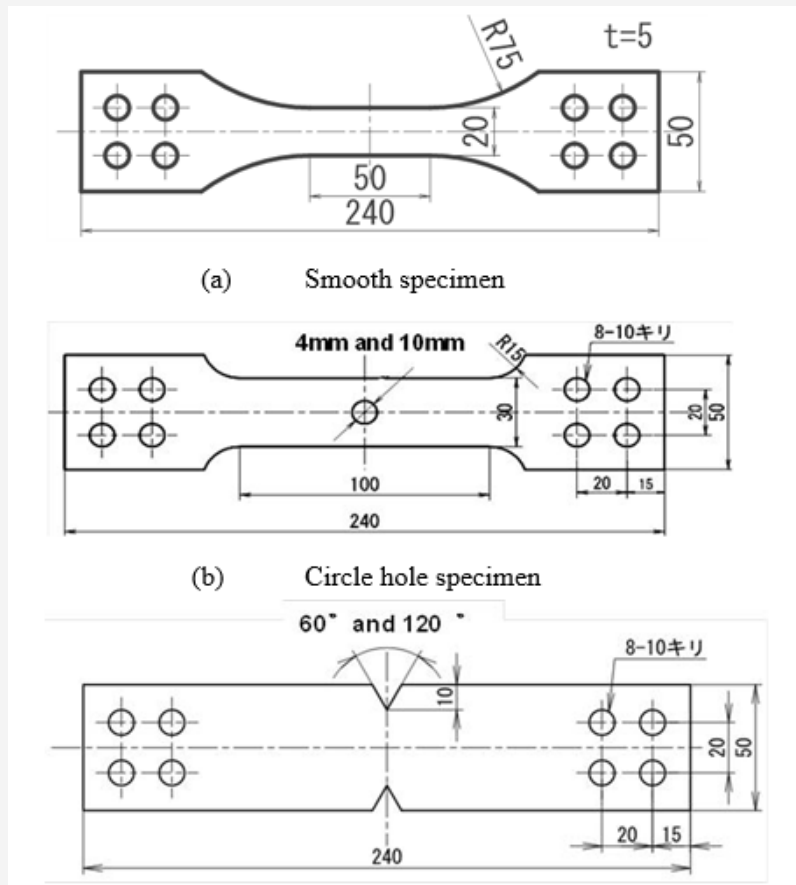 R75
t=5
20
50
50
240
(a) Smooth specimen
8-10キリ
4mm and 10mm
R15
30
20
50
100
20
15
240
(b) Circle hole specimen
60° and 120°
8-10キリ
10
20
50
20
15
240